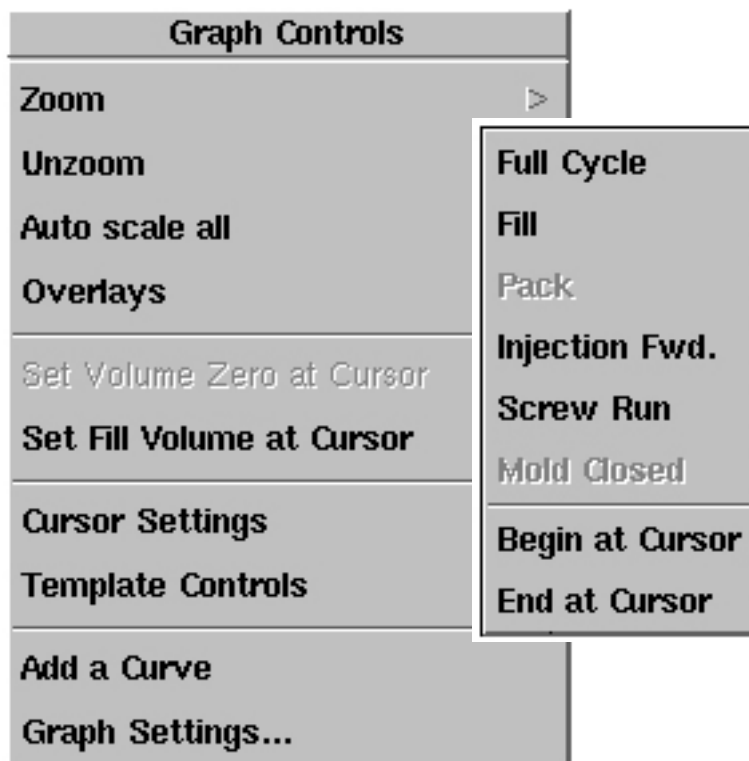 Graph Controls
Zoom
Unzoom
Auto scale all
Overlays
Set Volume Zero at Cursor
Set Fill Volume at Cursor
Cursor Settings
Template Controls
Add a Curve
Graph Settings...
Full Cycle
Fill
Pack
Injection Fwd.
Screw Run
Mold Closed
Begin at Cursor
End at Cursor